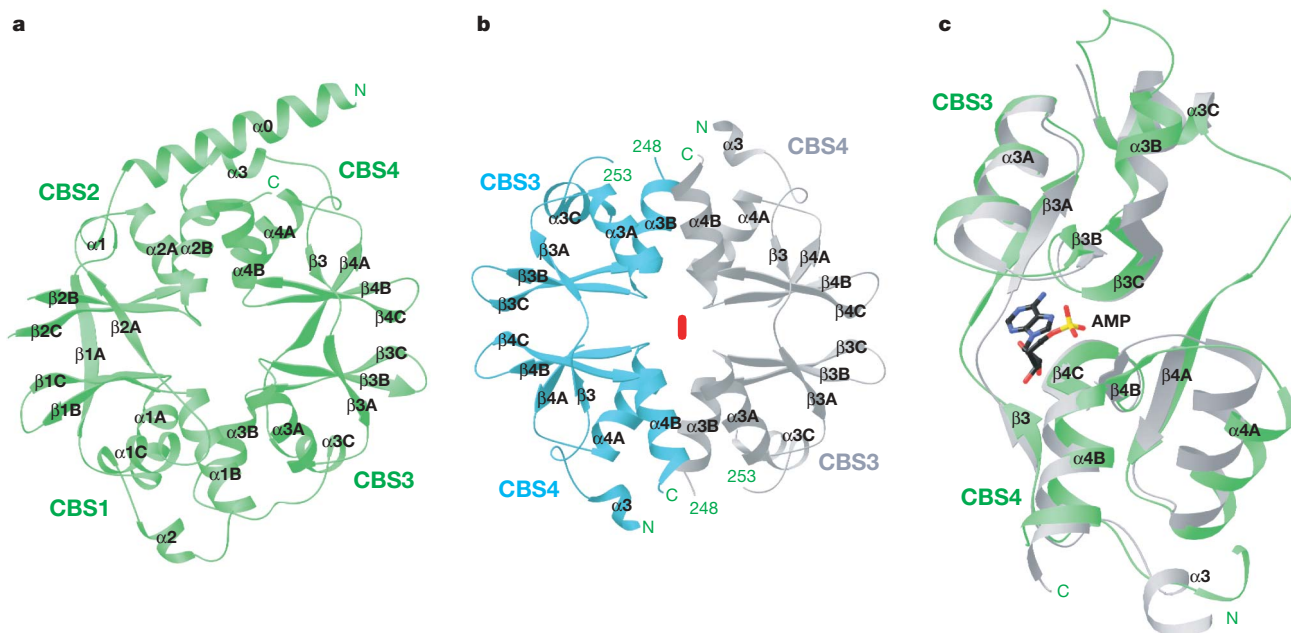 a
N
α0
α3
CBS4
CBS2
C
α1
α2A
α2B
α4A
α4B
β3
β4A
β2B
β4B
β2C
β2A
β4C
β1A
β3C
β1C
β3B
β1B
β3A
α1A
α3B
α3A
α1C
α3C
α1B
CBS3
CBS1
α2
b
N
α3
248
C
CBS4
CBS3
253
α3C
α3A
α3B
α4B
α4A
β3A
β3
β4A
β3B
β4B
β3C
β4C
β4C
β3C
β4B
β3B
β4A
β3
β3A
α4A
α4B
α3B
α3A
α3C
253
CBS3
CBS4
C
248
α3
N
c
CBS3
α3C
α3B
α3A
β3A
β3B
β3C
AMP
β4C
β4B
β4A
β3
α4A
α4B
CBS4
C
α3
N